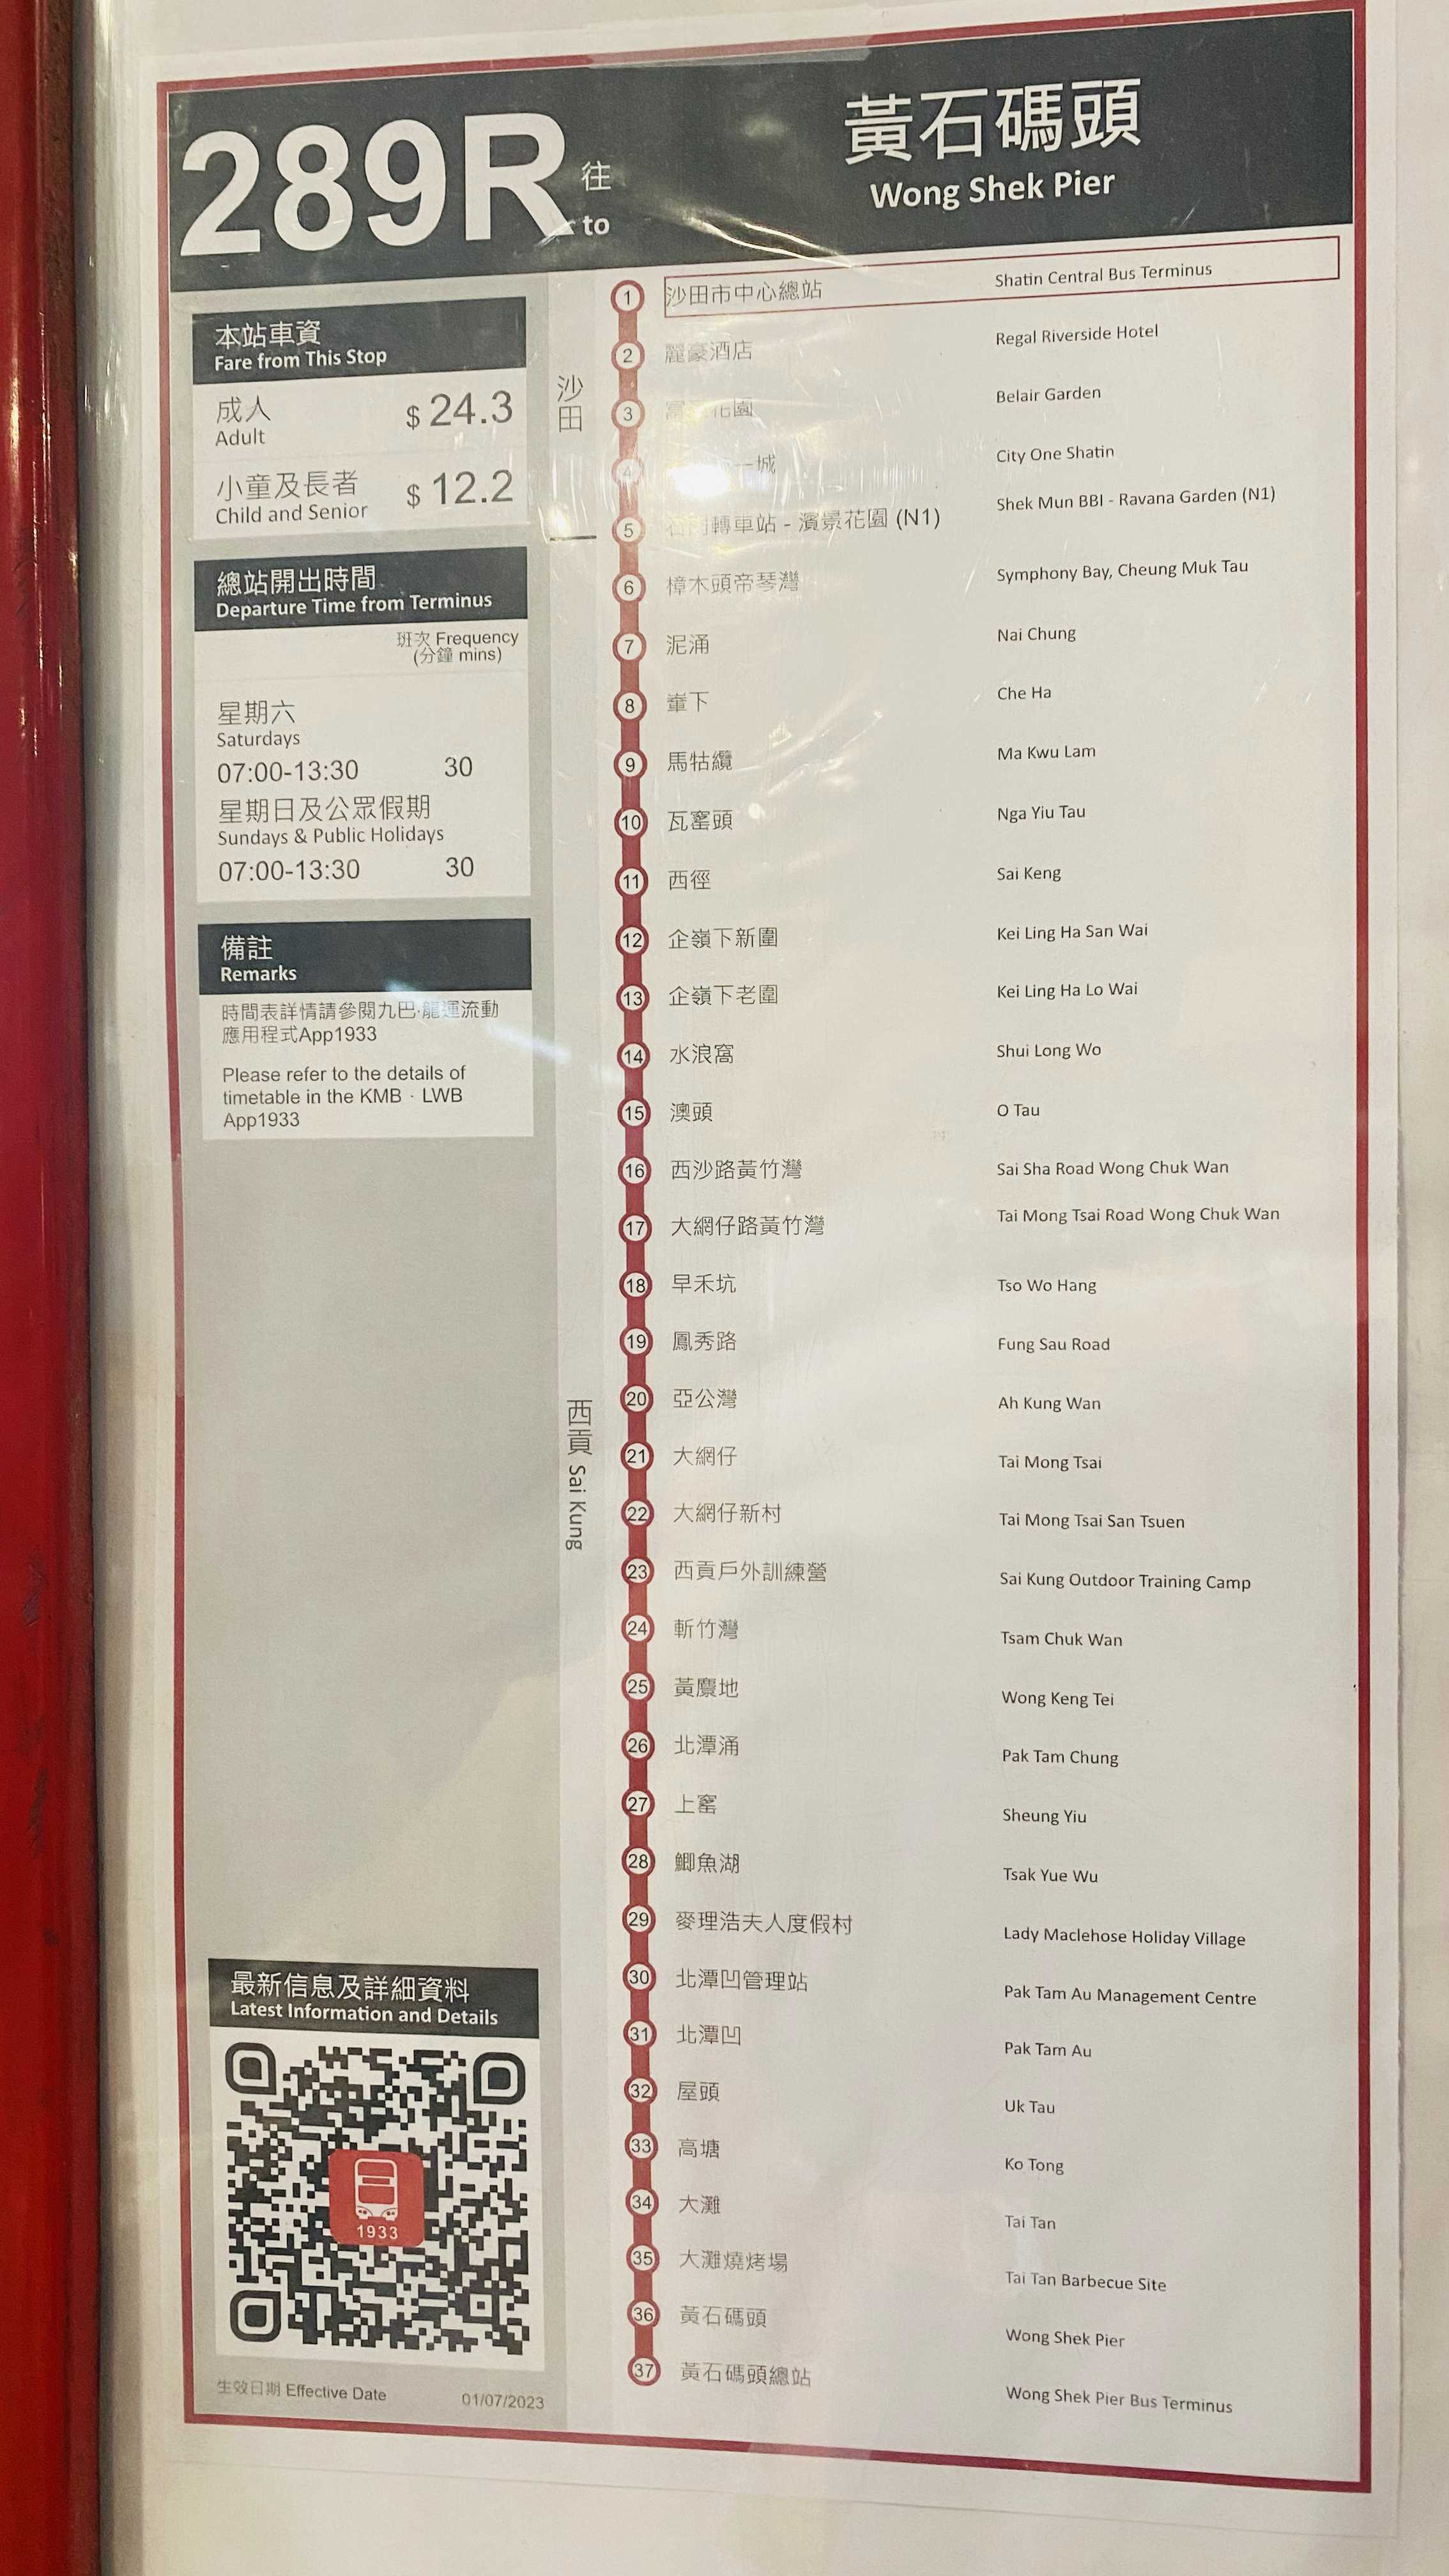 289R
往
to
黃石碼頭
Wong Shek Pier
本站車資
Fare from This Stop
成人 $ 24.3
Adult
小童及長者 $ 12.2
Child and Senior
總站開出時間
Departure Time from Terminus
班次 Frequency
(分鐘 mins)
星期六
Saturdays
07:00-13:30 30
星期日及公眾假期
Sundays & Public Holidays
07:00-13:30 30
備註
Remarks
時間表詳情請參閱九巴·龍運流動
應用程式App1933
Please refer to the details of
timetable in the KMB · LWB
App1933
最新信息及詳細資料
Latest Information and Details
1933
生效日期 Effective Date 01/07/2023
沙田
西貢 Sai Kung
1 沙田市中心總站 Shatin Central Bus Terminus
2 麗豪酒店 Regal Riverside Hotel
3 花園 Belair Garden
4 一城 City One Shatin
5 轉車站 - 濱景花園 (N1) Shek Mun BBI - Ravana Garden (N1)
6 樟木頭帝琴灣 Symphony Bay, Cheung Muk Tau
7 泥涌 Nai Chung
8 輋下 Che Ha
9 馬牯纜 Ma Kwu Lam
10 瓦窰頭 Nga Yiu Tau
11 西徑 Sai Keng
12 企嶺下新圍 Kei Ling Ha San Wai
13 企嶺下老圍 Kei Ling Ha Lo Wai
14 水浪窩 Shui Long Wo
15 澳頭 O Tau
16 西沙路黃竹灣 Sai Sha Road Wong Chuk Wan
17 大網仔路黃竹灣 Tai Mong Tsai Road Wong Chuk Wan
18 早禾坑 Tso Wo Hang
19 鳳秀路 Fung Sau Road
20 亞公灣 Ah Kung Wan
21 大網仔 Tai Mong Tsai
22 大網仔新村 Tai Mong Tsai San Tsuen
23 西貢戶外訓練營 Sai Kung Outdoor Training Camp
24 斬竹灣 Tsam Chuk Wan
25 黃麖地 Wong Keng Tei
26 北潭涌 Pak Tam Chung
27 上窰 Sheung Yiu
28 鯽魚湖 Tsak Yue Wu
29 麥理浩夫人度假村 Lady Maclehose Holiday Village
30 北潭凹管理站 Pak Tam Au Management Centre
31 北潭凹 Pak Tam Au
32 屋頭 Uk Tau
33 高塘 Ko Tong
34 大灘 Tai Tan
35 大灘燒烤場 Tai Tan Barbecue Site
36 黃石碼頭 Wong Shek Pier
37 黃石碼頭總站 Wong Shek Pier Bus Terminus